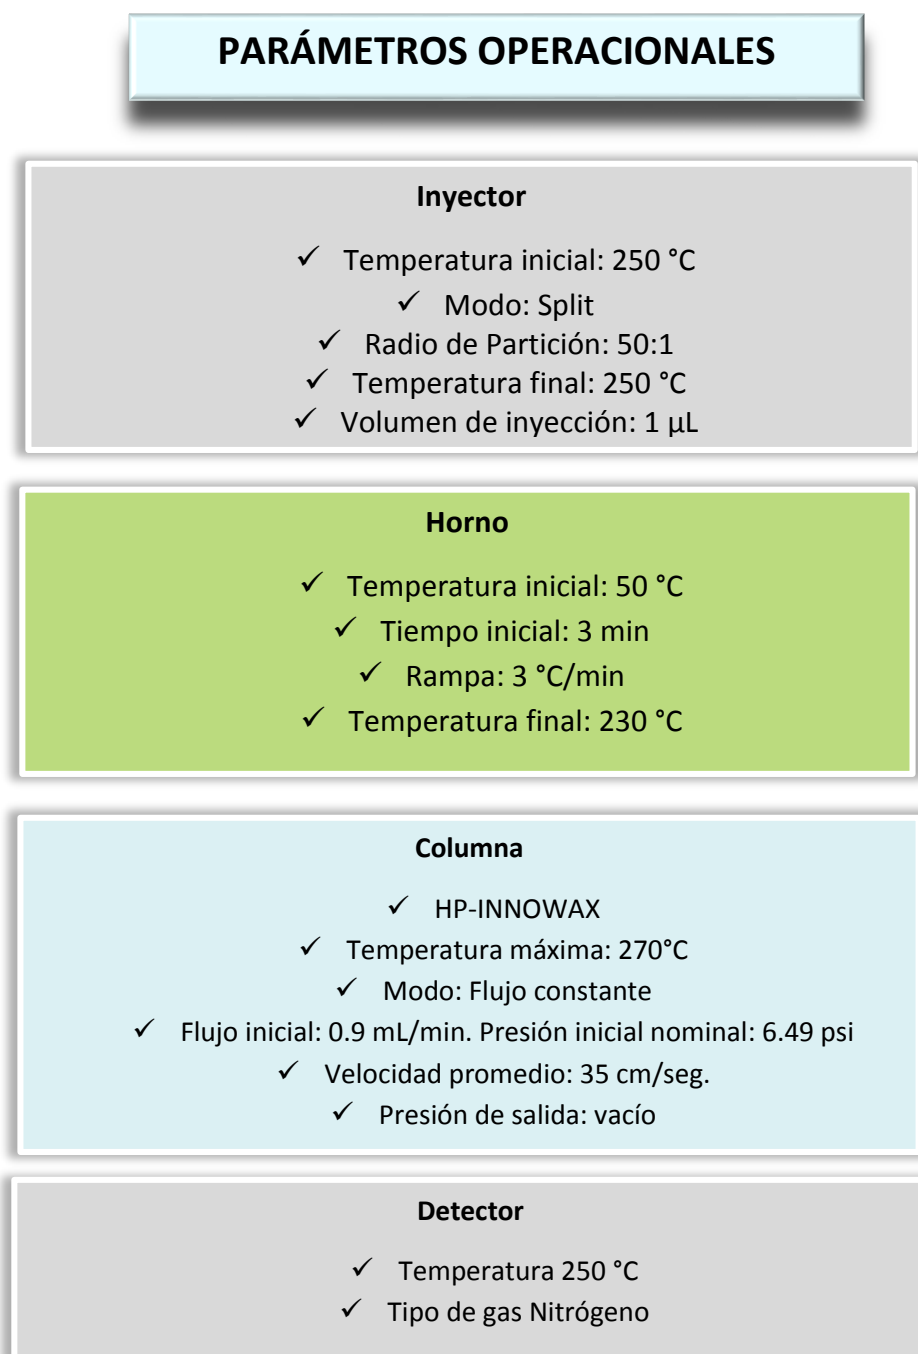 PARÁMETROS OPERACIONALES
Inyector
✓ Temperatura inicial: 250 °C
✓ Modo: Split
✓ Radio de Partición: 50:1
✓ Temperatura final: 250 °C
✓ Volumen de inyección: 1 µL
Horno
✓ Temperatura inicial: 50 °C
✓ Tiempo inicial: 3 min
✓ Rampa: 3 °C/min
✓ Temperatura final: 230 °C
Columna
✓ HP-INNOWAX
✓ Temperatura máxima: 270°C
✓ Modo: Flujo constante
✓ Flujo inicial: 0.9 mL/min. Presión inicial nominal: 6.49 psi
✓ Velocidad promedio: 35 cm/seg.
✓ Presión de salida: vacío
Detector
✓ Temperatura 250 °C
✓ Tipo de gas Nitrógeno